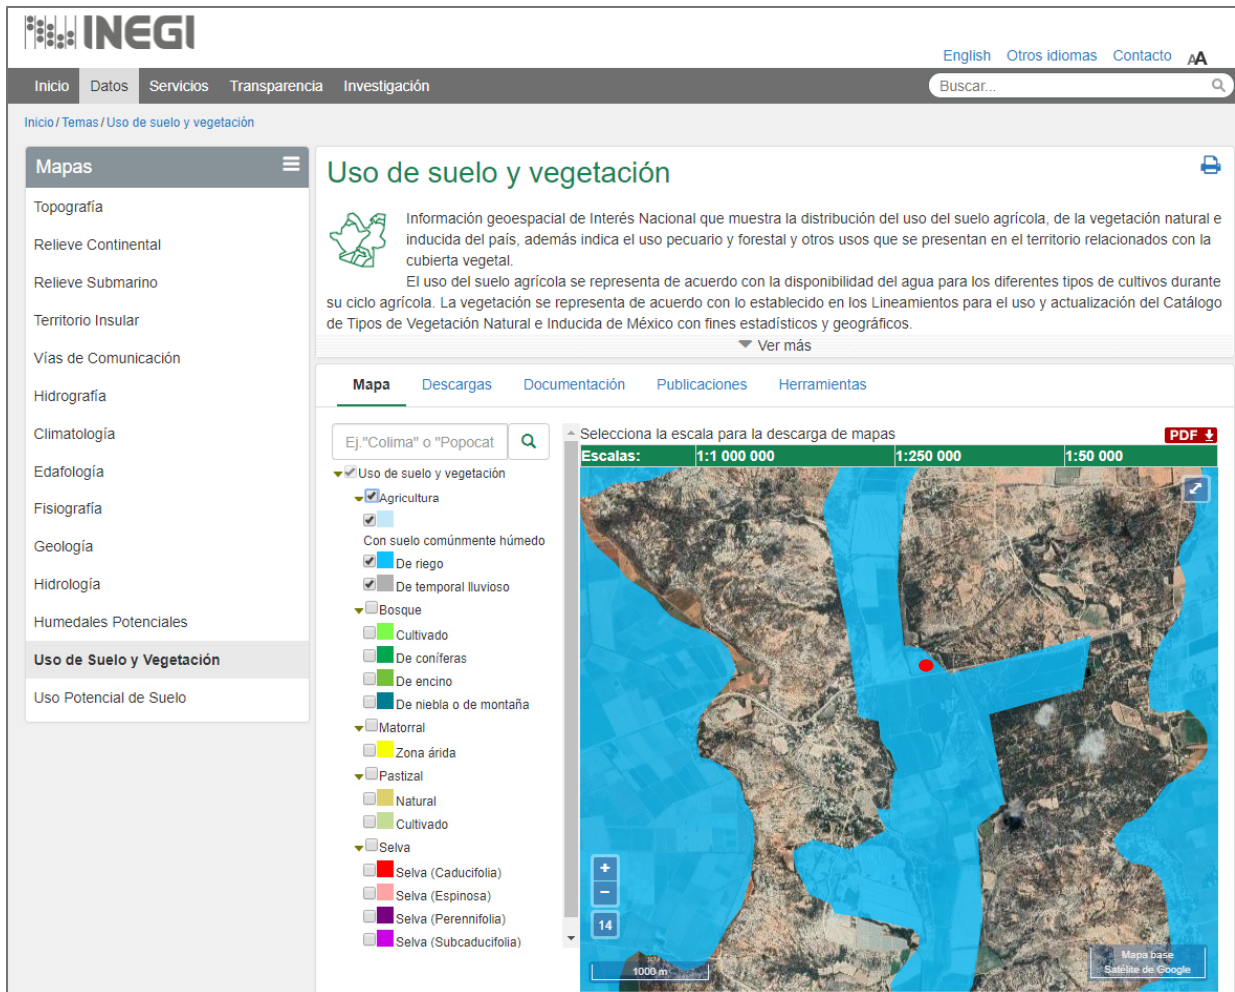 INEGI
English Otros idiomas Contacto AA
Inicio Datos Servicios Transparencia Investigación Buscar...
Inicio / Temas / Uso de suelo y vegetación
Mapas
Topografía
Relieve Continental
Relieve Submarino
Territorio Insular
Vías de Comunicación
Hidrografía
Climatología
Edafología
Fisiografía
Geología
Hidrología
Humedales Potenciales
Uso de Suelo y Vegetación
Uso Potencial de Suelo
Uso de suelo y vegetación
Información geoespacial de Interés Nacional que muestra la distribución del uso del suelo agrícola, de la vegetación natural e
inducida del país, además indica el uso pecuario y forestal y otros usos que se presentan en el territorio relacionados con la
cubierta vegetal.
El uso del suelo agrícola se representa de acuerdo con la disponibilidad del agua para los diferentes tipos de cultivos durante
su ciclo agrícola. La vegetación se representa de acuerdo con lo establecido en los Lineamientos para el uso y actualización del Catálogo
de Tipos de Vegetación Natural e Inducida de México con fines estadísticos y geográficos.
Ver más
Mapa Descargas Documentación Publicaciones Herramientas
Ej."Colima" o "Popocat
Uso de suelo y vegetación
Agricultura
Con suelo comúnmente húmedo
De riego
De temporal lluvioso
Bosque
Cultivado
De coníferas
De encino
De niebla o de montaña
Matorral
Zona árida
Pastizal
Natural
Cultivado
Selva
Selva (Caducifolia)
Selva (Espinosa)
Selva (Perennifolia)
Selva (Subcaducifolia)
Selecciona la escala para la descarga de mapas
PDF
Escalas: 1:1 000 000 1:250 000 1:50 000
+
−
14
1000 m
Mapa base
Satélite de Google